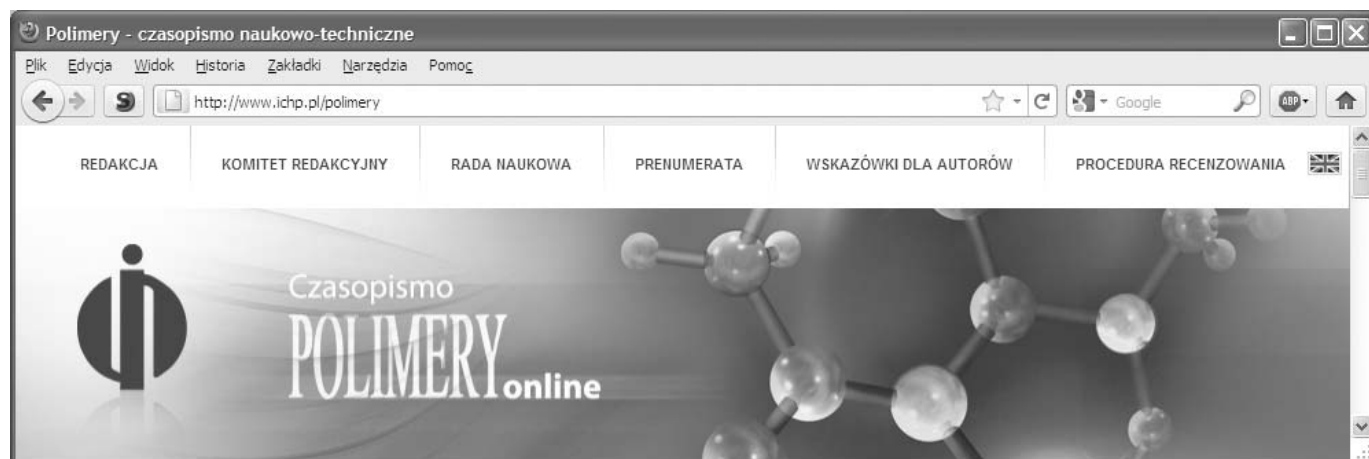 Polimery - czasopismo naukowo-techniczne
Plik Edycja Widok Historia Zakładki Narzędzia Pomoc
http://www.ichp.pl/polimery Google ABP
REDAKCJA KOMITET REDAKCYJNY RADA NAUKOWA PRENUMERATA WSKAZÓWKI DLA AUTORÓW PROCEDURA RECENZOWANIA
Czasopismo
POLIMERY online